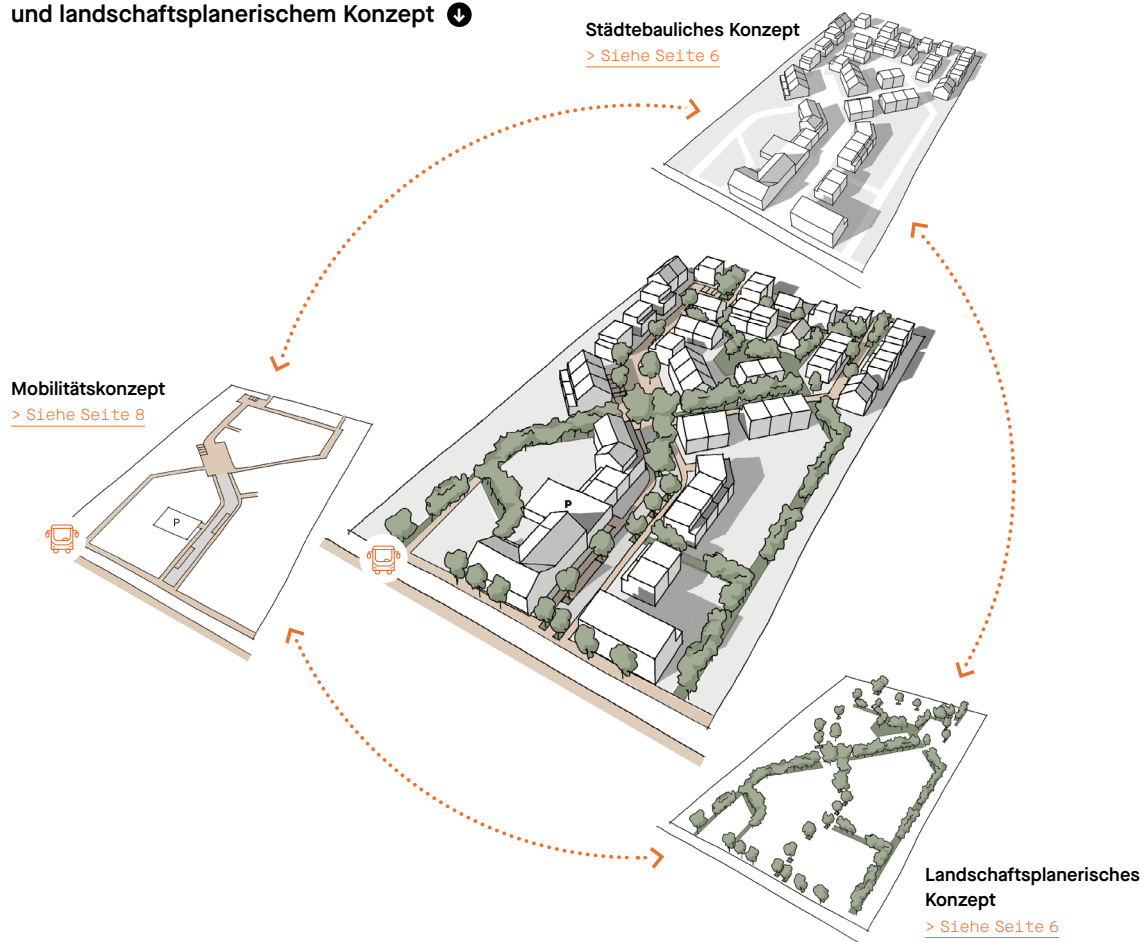 und landschaftsplanerischem Konzept
Städtebauliches Konzept
> Siehe Seite 6
Mobilitätskonzept
> Siehe Seite 8
P
P
Landschaftsplanerisches
Konzept
> Siehe Seite 6